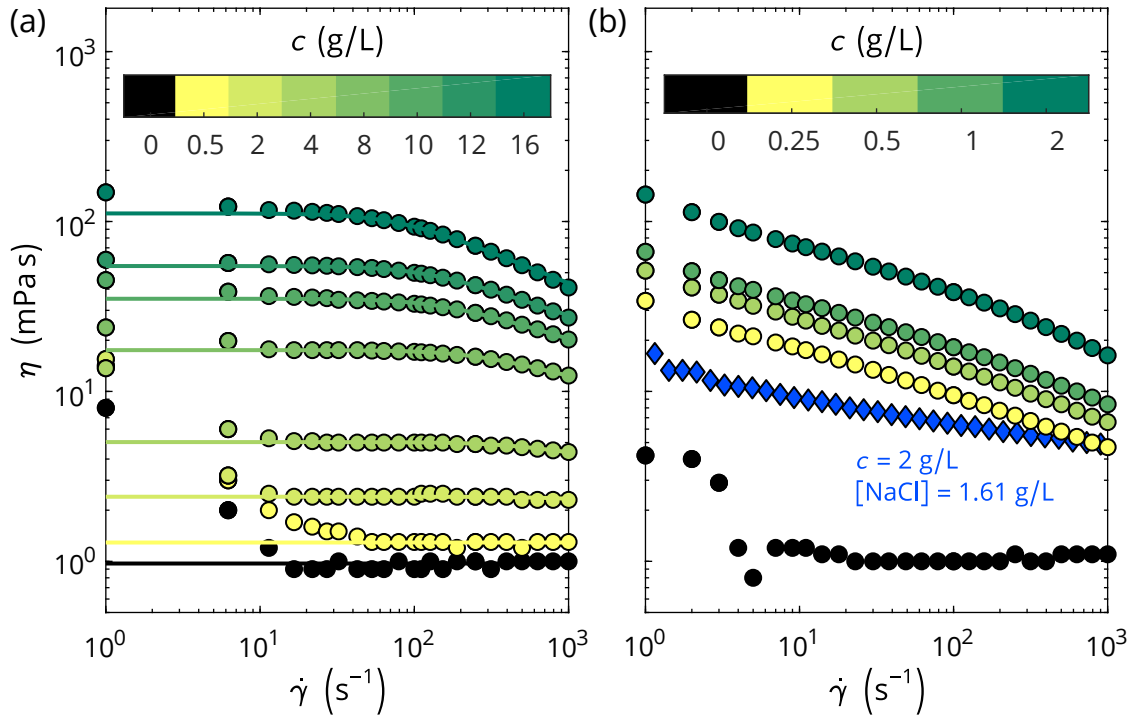 (a)
c (g/L)
0 0.5 2 4 8 10 12 16
10³
10²
10¹
10⁰
η (mPa s)
10⁰ 10¹ 10² 10³
γ̇ (s⁻¹)
(b)
c (g/L)
0 0.25 0.5 1 2
c = 2 g/L
[NaCl] = 1.61 g/L
10⁰ 10¹ 10² 10³
γ̇ (s⁻¹)